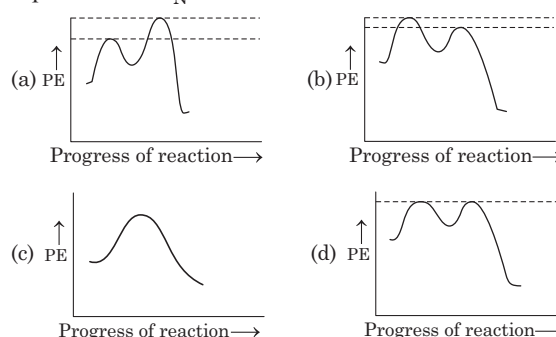 N
(a) PE
Progress of reaction
(b) PE
Progress of reaction
(c) PE
Progress of reaction
(d) PE
Progress of reaction